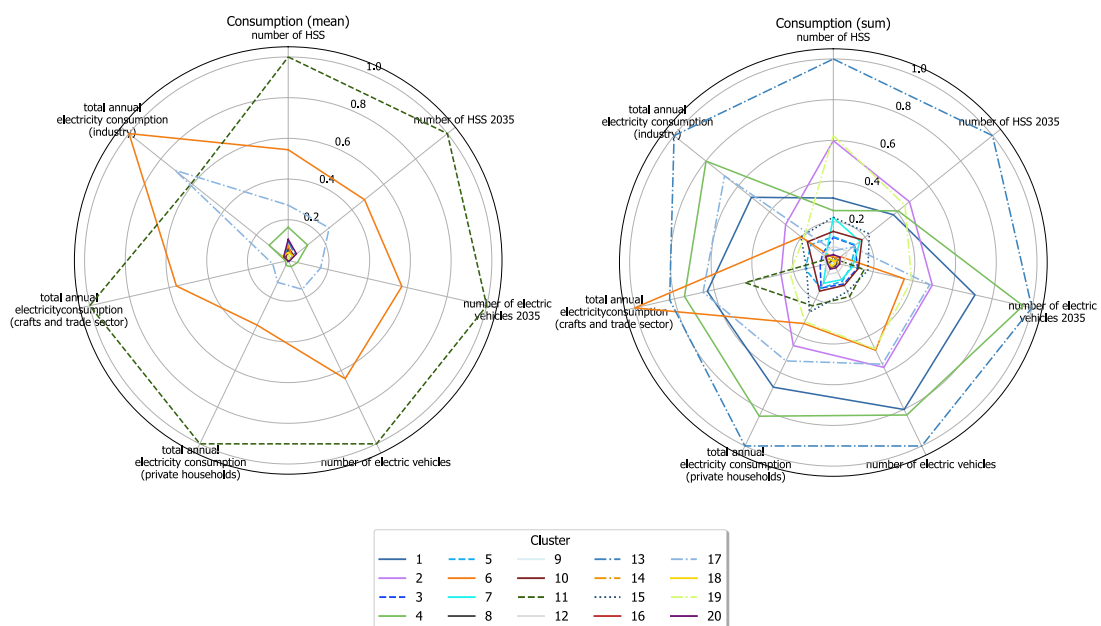 Consumption (mean)
number of HSS
1.0
total annual
electricity consumption
(industry)
0.8
number of HSS 2035
0.6
0.4
0.2
total annual
electricityconsumption
(crafts and trade sector)
number of electric
vehicles 2035
total annual
electricity consumption
(private households)
number of electric vehicles
Consumption (sum)
number of HSS
1.0
total annual
electricity consumption
(industry)
0.8
number of HSS 2035
0.6
0.4
0.2
total annual
electricityconsumption
(crafts and trade sector)
number of electric
vehicles 2035
total annual
electricity consumption
(private households)
number of electric vehicles
Cluster
1 5 9 13 17
2 6 10 14 18
3 7 11 15 19
4 8 12 16 20